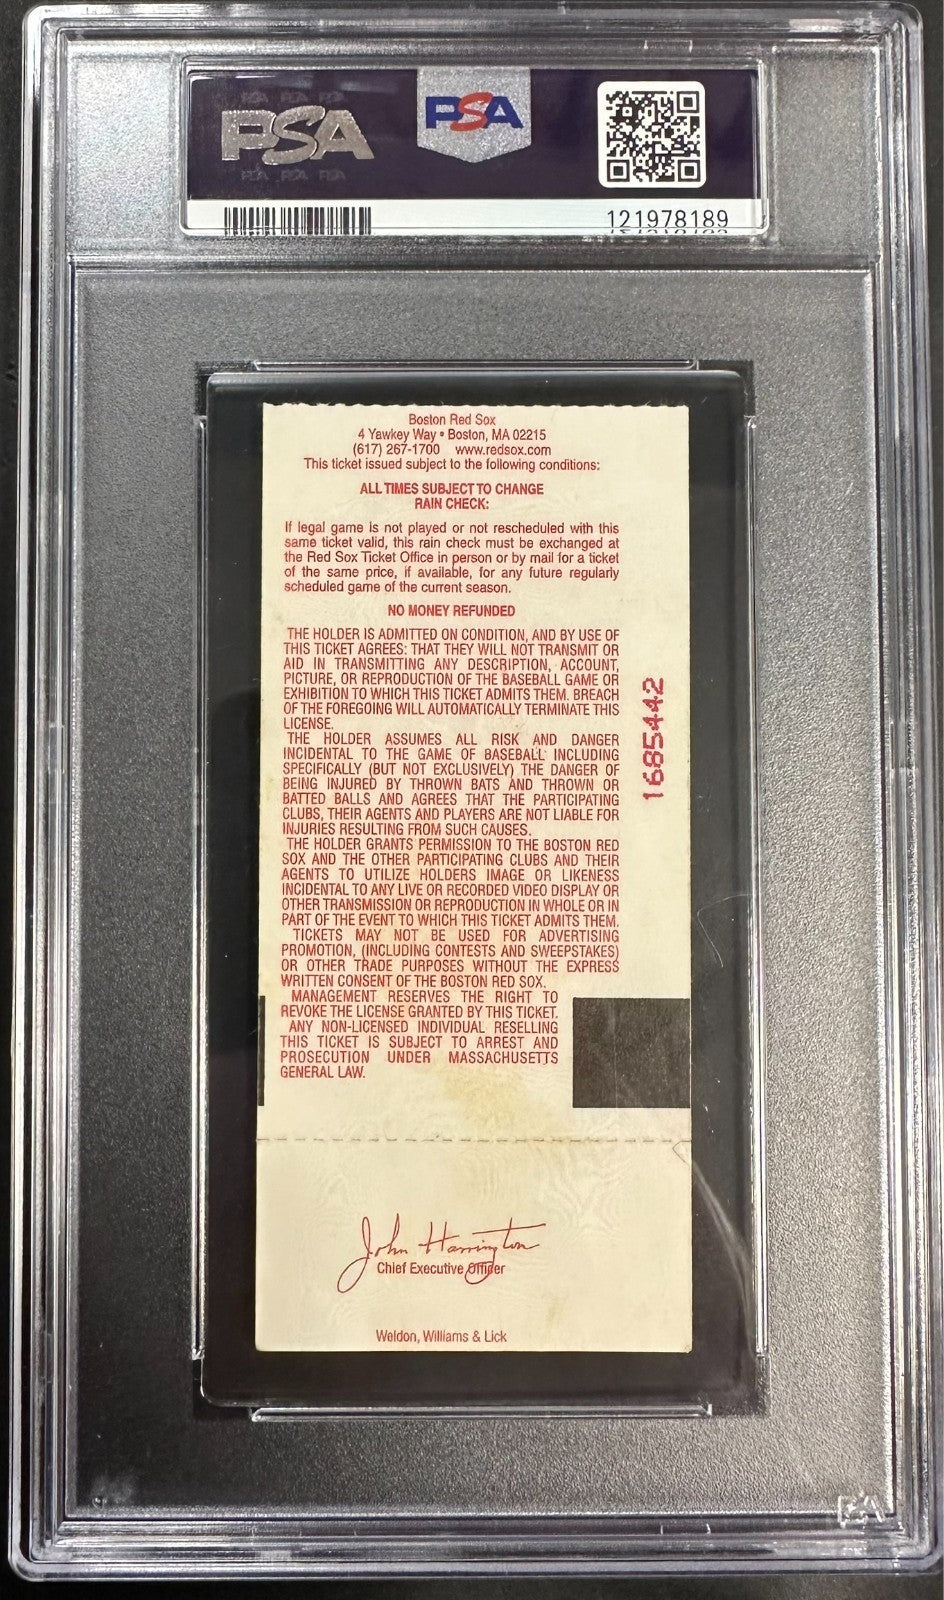 PSA PSA PSA
PSA
PSA PSA PSA
PSA
121978189
Boston Red Sox
4 Yawkey Way • Boston, MA 02215
(617) 267-1700 www.redsox.com
This ticket issued subject to the following conditions:
ALL TIMES SUBJECT TO CHANGE
RAIN CHECK:
If legal game is not played or not rescheduled with this
same ticket valid, this rain check must be exchanged at
the Red Sox Ticket Office in person or by mail for a ticket
of the same price, if available, for any future regularly
scheduled game of the current season.
NO MONEY REFUNDED
THE HOLDER IS ADMITTED ON CONDITION, AND BY USE OF
THIS TICKET AGREES: THAT THEY WILL NOT TRANSMIT OR
AID IN TRANSMITTING ANY DESCRIPTION, ACCOUNT,
PICTURE, OR REPRODUCTION OF THE BASEBALL GAME OR
EXHIBITION TO WHICH THIS TICKET ADMITS THEM. BREACH
OF THE FOREGOING WILL AUTOMATICALLY TERMINATE THIS
LICENSE.
THE HOLDER ASSUMES ALL RISK AND DANGER
INCIDENTAL TO THE GAME OF BASEBALL INCLUDING
SPECIFICALLY (BUT NOT EXCLUSIVELY) THE DANGER OF
BEING INJURED BY THROWN BATS AND THROWN OR
BATTED BALLS AND AGREES THAT THE PARTICIPATING
CLUBS, THEIR AGENTS AND PLAYERS ARE NOT LIABLE FOR
INJURIES RESULTING FROM SUCH CAUSES.
THE HOLDER GRANTS PERMISSION TO THE BOSTON RED
SOX AND THE OTHER PARTICIPATING CLUBS AND THEIR
AGENTS TO UTILIZE HOLDERS IMAGE OR LIKENESS
INCIDENTAL TO ANY LIVE OR RECORDED VIDEO DISPLAY OR
OTHER TRANSMISSION OR REPRODUCTION IN WHOLE OR IN
PART OF THE EVENT TO WHICH THIS TICKET ADMITS THEM.
TICKETS MAY NOT BE USED FOR ADVERTISING
PROMOTION, (INCLUDING CONTESTS AND SWEEPSTAKES)
OR OTHER TRADE PURPOSES WITHOUT THE EXPRESS
WRITTEN CONSENT OF THE BOSTON RED SOX.
MANAGEMENT RESERVES THE RIGHT TO
REVOKE THE LICENSE GRANTED BY THIS TICKET.
ANY NON-LICENSED INDIVIDUAL RESELLING
THIS TICKET IS SUBJECT TO ARREST AND
PROSECUTION UNDER MASSACHUSETTS
GENERAL LAW.
1685442
John Harrington
Chief Executive Officer
Weldon, Williams & Lick
PSA